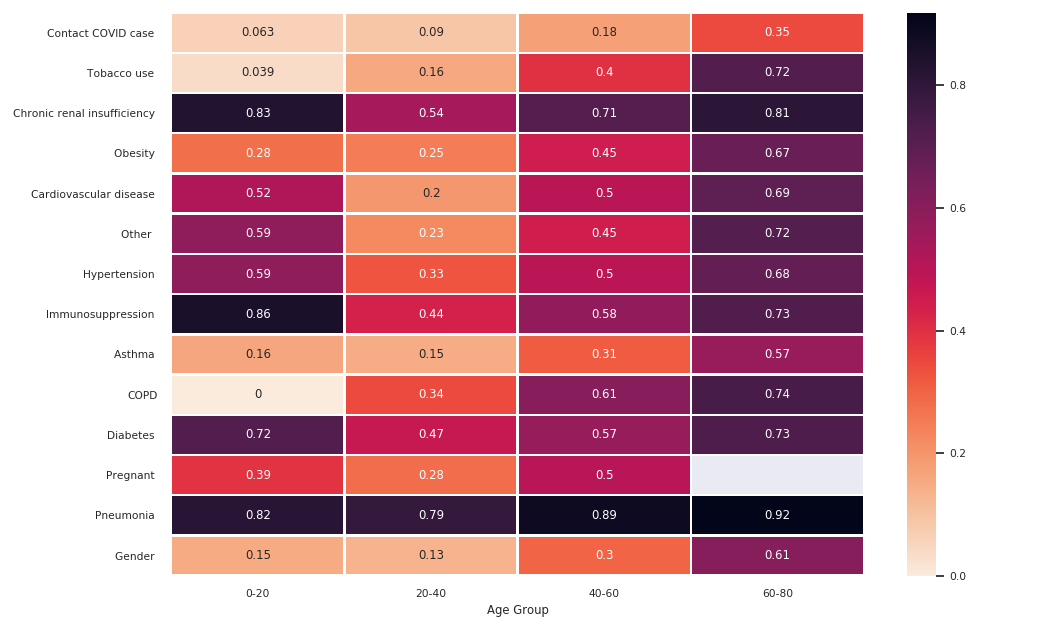 Contact COVID case 0.063 0.09 0.18 0.35
Tobacco use 0.039 0.16 0.4 0.72 0.8
Chronic renal insufficiency 0.83 0.54 0.71 0.81
Obesity 0.28 0.25 0.45 0.67
Cardiovascular disease 0.52 0.2 0.5 0.69 0.6
Other 0.59 0.23 0.45 0.72
Hypertension 0.59 0.33 0.5 0.68
Immunosuppression 0.86 0.44 0.58 0.73 0.4
Asthma 0.16 0.15 0.31 0.57
COPD 0 0.34 0.61 0.74
Diabetes 0.72 0.47 0.57 0.73 0.2
Pregnant 0.39 0.28 0.5
Pneumonia 0.82 0.79 0.89 0.92
Gender 0.15 0.13 0.3 0.61 0.0
0-20 20-40 40-60 60-80
Age Group